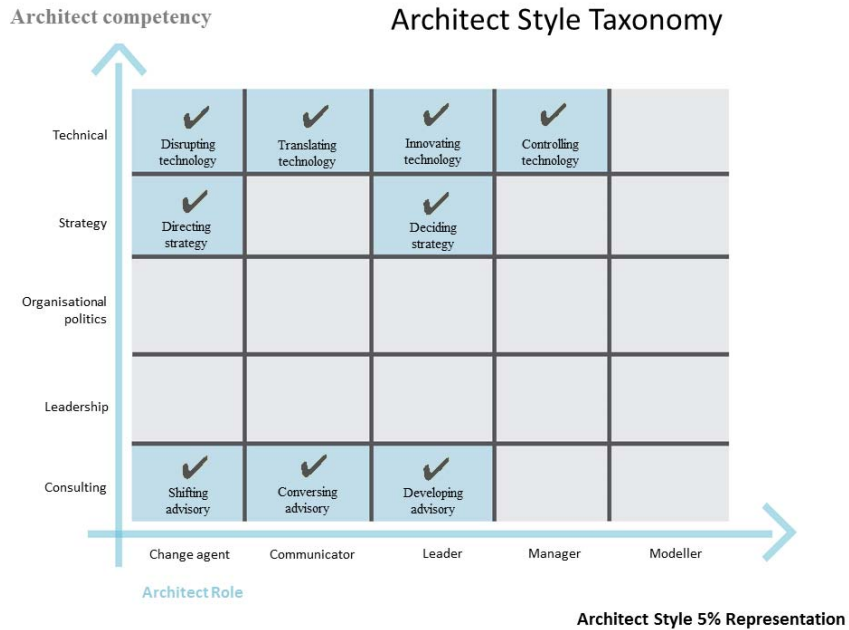 Architect competency
Architect Style Taxonomy
Technical
Disrupting
technology
Translating
technology
Innovating
technology
Controlling
technology
Strategy
Directing
strategy
Deciding
strategy
Organisational
politics
Leadership
Consulting
Shifting
advisory
Conversing
advisory
Developing
advisory
Change agent
Communicator
Leader
Manager
Modeller
Architect Role
Architect Style 5% Representation